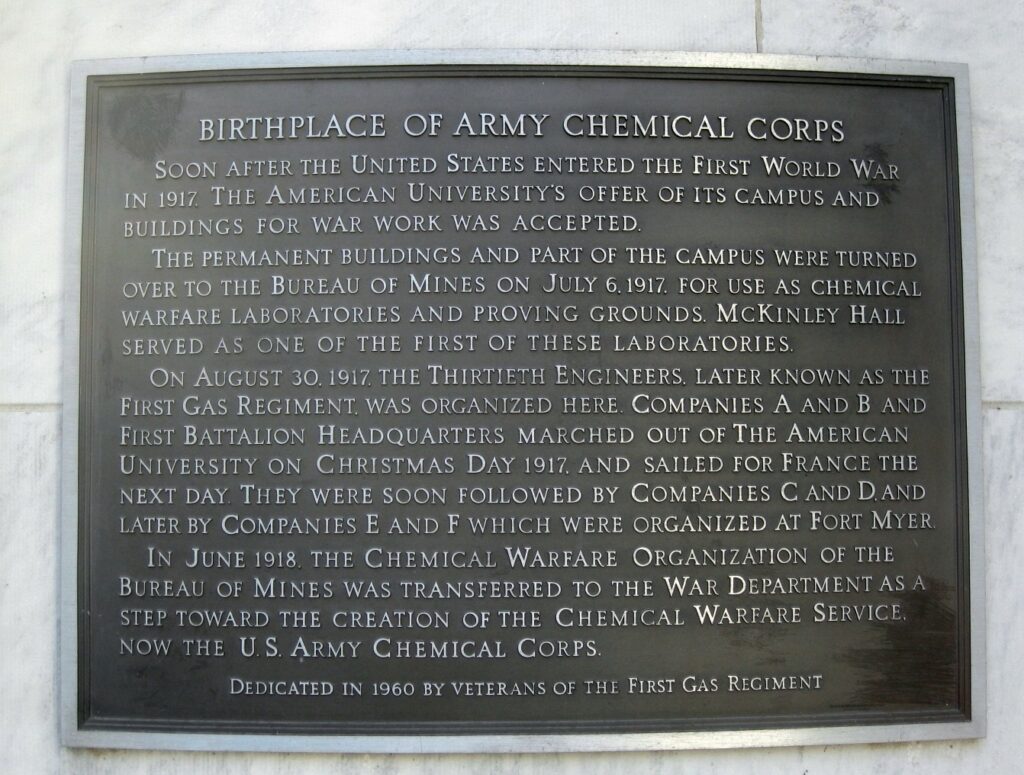 BIRTHPLACE OF ARMY CHEMICAL CORPS
SOON AFTER THE UNITED STATES ENTERED THE FIRST WORLD WAR
IN 1917, THE AMERICAN UNIVERSITY'S OFFER OF ITS CAMPUS AND
BUILDINGS FOR WAR WORK WAS ACCEPTED.
THE PERMANENT BUILDINGS AND PART OF THE CAMPUS WERE TURNED
OVER TO THE BUREAU OF MINES ON JULY 6, 1917, FOR USE AS CHEMICAL
WARFARE LABORATORIES AND PROVING GROUNDS. MCKINLEY HALL
SERVED AS ONE OF THE FIRST OF THESE LABORATORIES.
ON AUGUST 30, 1917, THE THIRTIETH ENGINEERS, LATER KNOWN AS THE
FIRST GAS REGIMENT, WAS ORGANIZED HERE. COMPANIES A AND B AND
FIRST BATTALION HEADQUARTERS MARCHED OUT OF THE AMERICAN
UNIVERSITY ON CHRISTMAS DAY 1917, AND SAILED FOR FRANCE THE
NEXT DAY. THEY WERE SOON FOLLOWED BY COMPANIES C AND D, AND
LATER BY COMPANIES E AND F WHICH WERE ORGANIZED AT FORT MYER.
IN JUNE 1918, THE CHEMICAL WARFARE ORGANIZATION OF THE
BUREAU OF MINES WAS TRANSFERRED TO THE WAR DEPARTMENT AS A
STEP TOWARD THE CREATION OF THE CHEMICAL WARFARE SERVICE,
NOW THE U.S. ARMY CHEMICAL CORPS.
DEDICATED IN 1960 BY VETERANS OF THE FIRST GAS REGIMENT